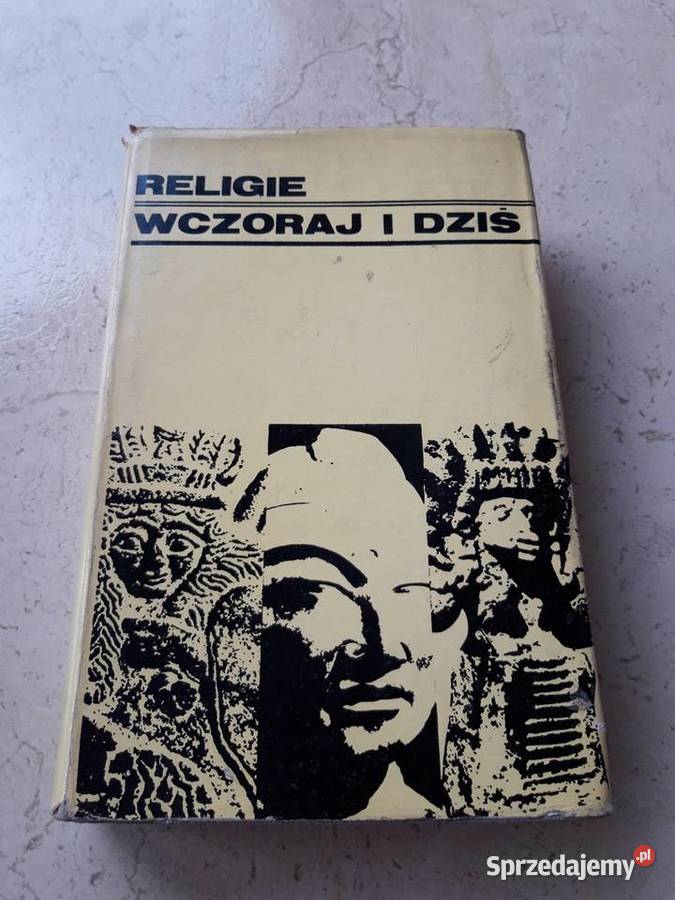 RELIGIE
WCZORAJ I DZIŚ
Sprzedajemy.pl